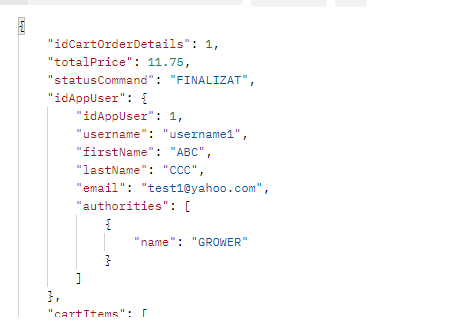 {
"idCartOrderDetails": 1,
"totalPrice": 11.75,
"statusCommand": "FINALIZAT",
"idAppUser": {
"idAppUser": 1,
"username": "username1",
"firstName": "ABC",
"lastName": "CCC",
"email": "test1@yahoo.com",
"authorities": [
{
"name": "GROWER"
}
]
},
"cartItems": [